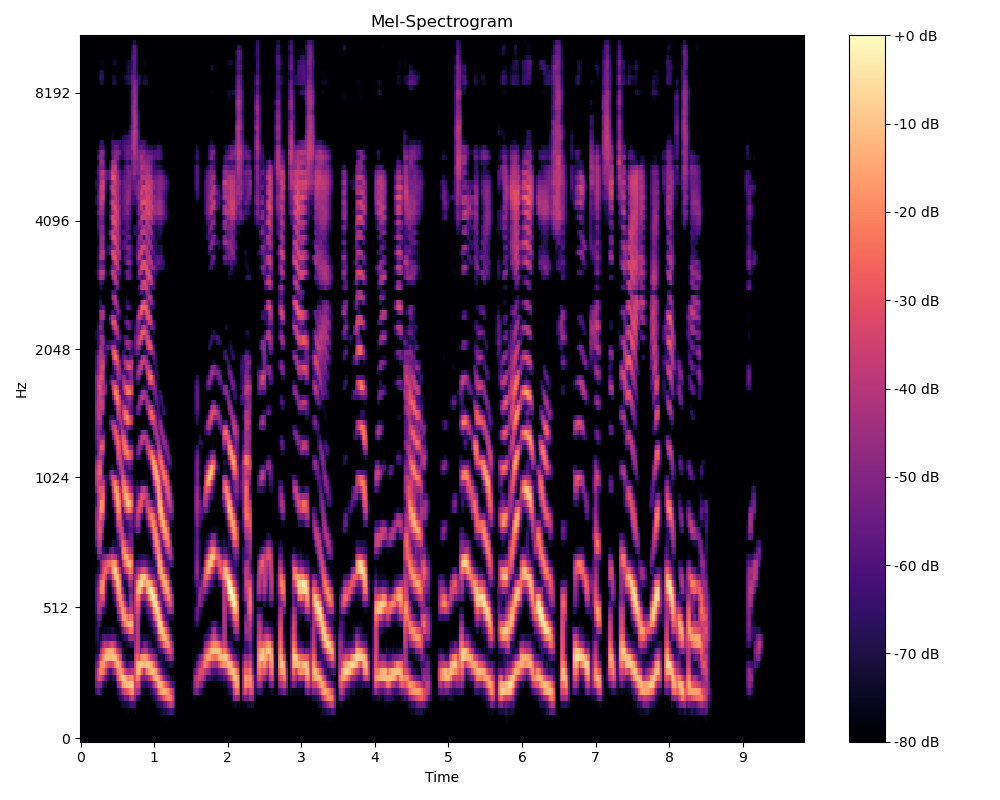 Mel-Spectrogram
+0 dB
8192
-10 dB
4096
-20 dB
-30 dB
2048
Hz
-40 dB
1024
-50 dB
512
-60 dB
-70 dB
0
-80 dB
0 1 2 3 4 5 6 7 8 9
Time